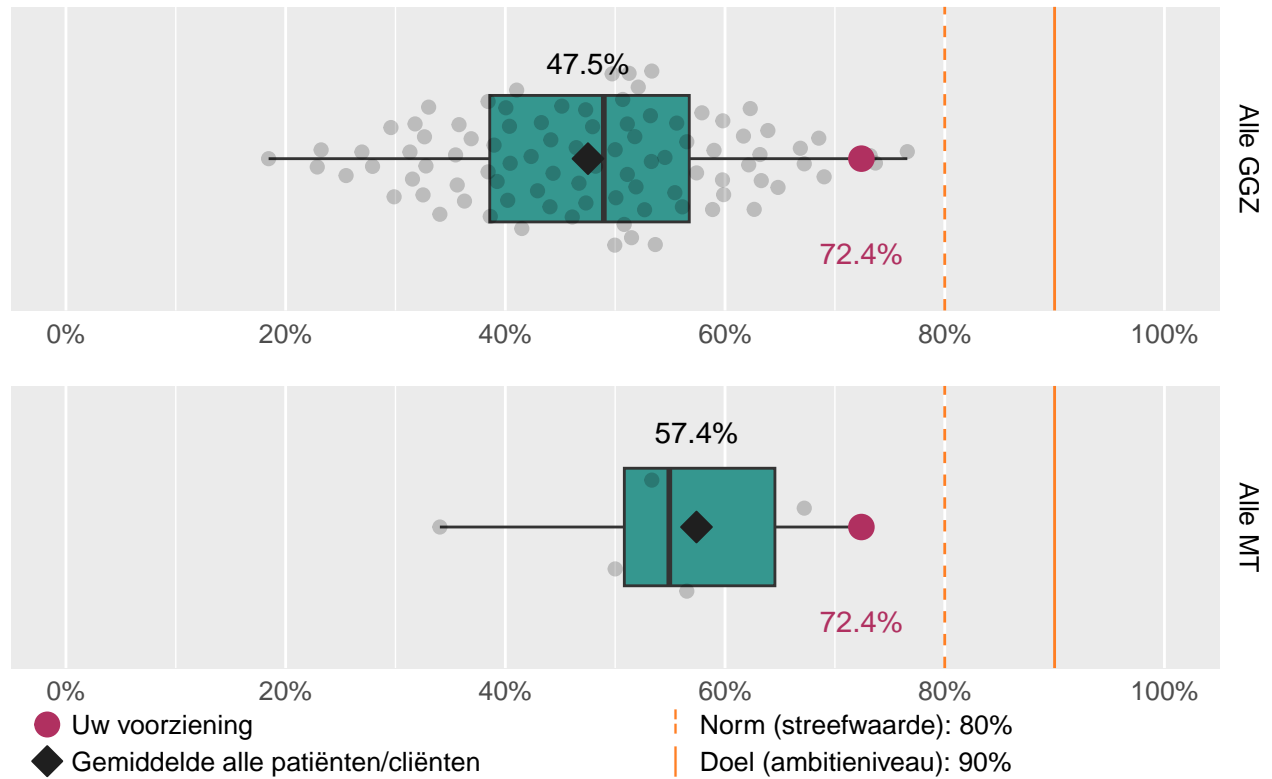 47.5%
72.4%
Alle GGZ
0% 20% 40% 60% 80% 100%
57.4%
72.4%
Alle MT
0% 20% 40% 60% 80% 100%
Uw voorziening
Gemiddelde alle patiënten/cliënten
Norm (streefwaarde): 80%
Doel (ambitieniveau): 90%